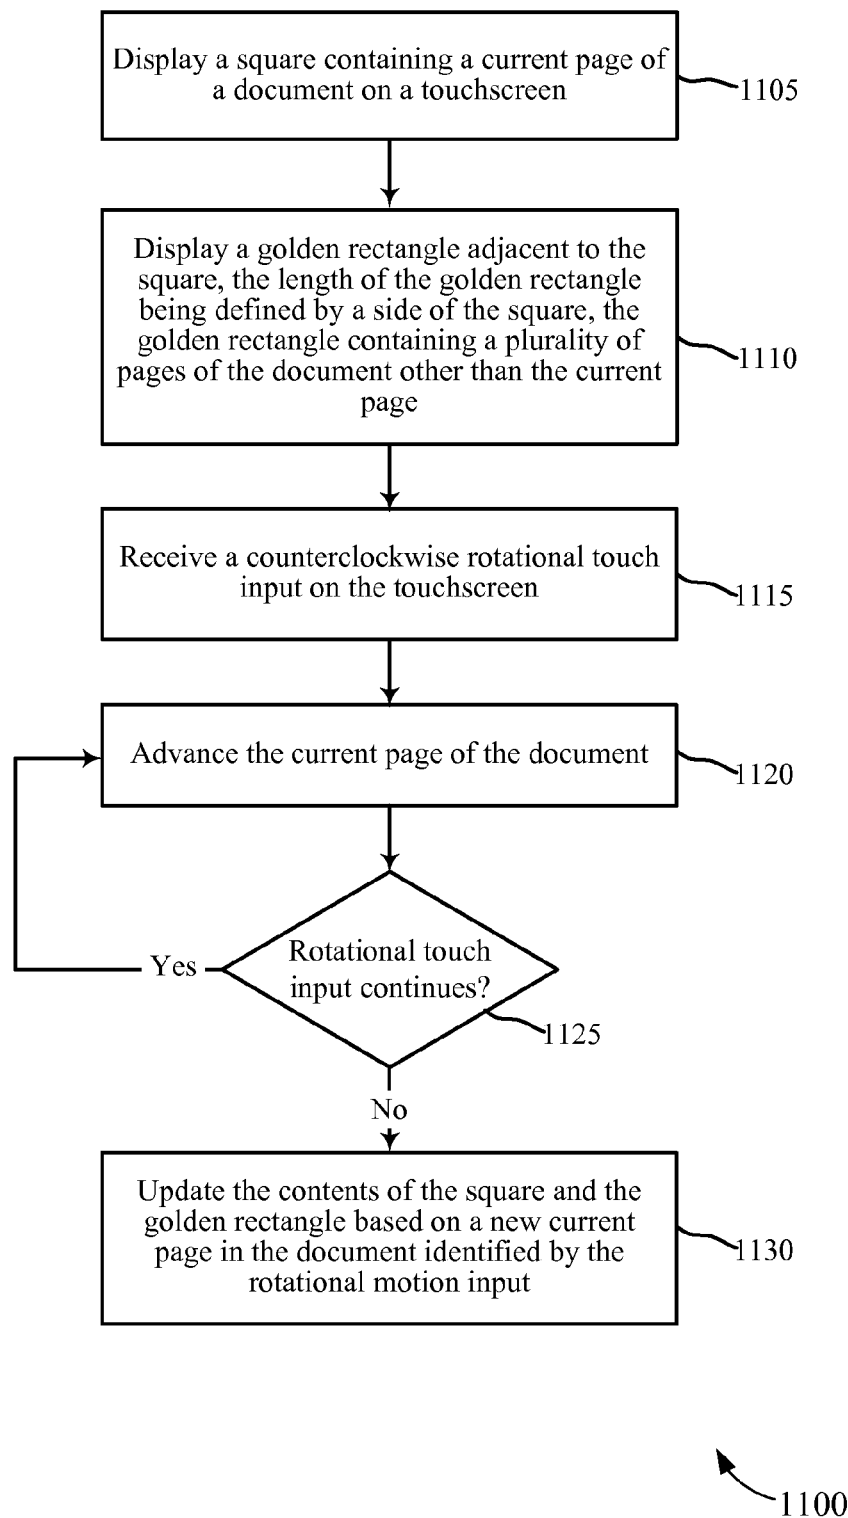 Display a square containing a current page of
a document on a touchscreen
1105
Display a golden rectangle adjacent to the
square, the length of the golden rectangle
being defined by a side of the square, the
golden rectangle containing a plurality of
pages of the document other than the current
page
1110
Receive a counterclockwise rotational touch
input on the touchscreen
1115
Advance the current page of the document
1120
Rotational touch
input continues?
1125
Yes
No
Update the contents of the square and the
golden rectangle based on a new current
page in the document identified by the
rotational motion input
1130
1100